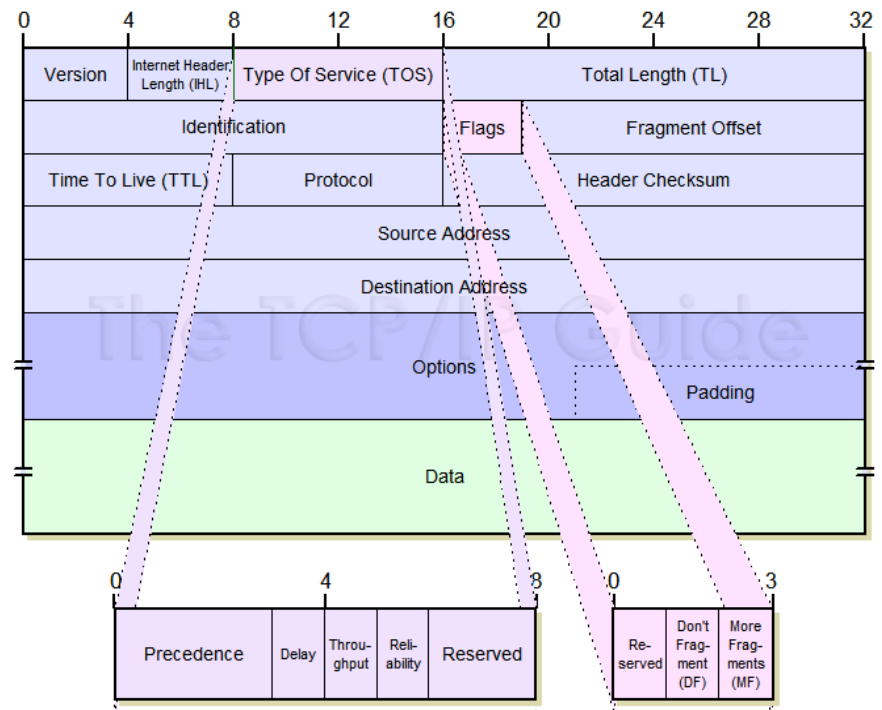 0 4 8 12 16 20 24 28 32
Version
Internet Header
Length (IHL)
Type Of Service (TOS)
Total Length (TL)
Identification
Flags
Fragment Offset
Time To Live (TTL)
Protocol
Header Checksum
Source Address
Destination Address
The TCP/IP Guide
Options
Padding
Data
0 4 8
Precedence
Delay
Throu-
ghput
Reli-
ability
Reserved
0 3
Re-
served
Don't
Frag-
ment
(DF)
More
Frag-
ments
(MF)